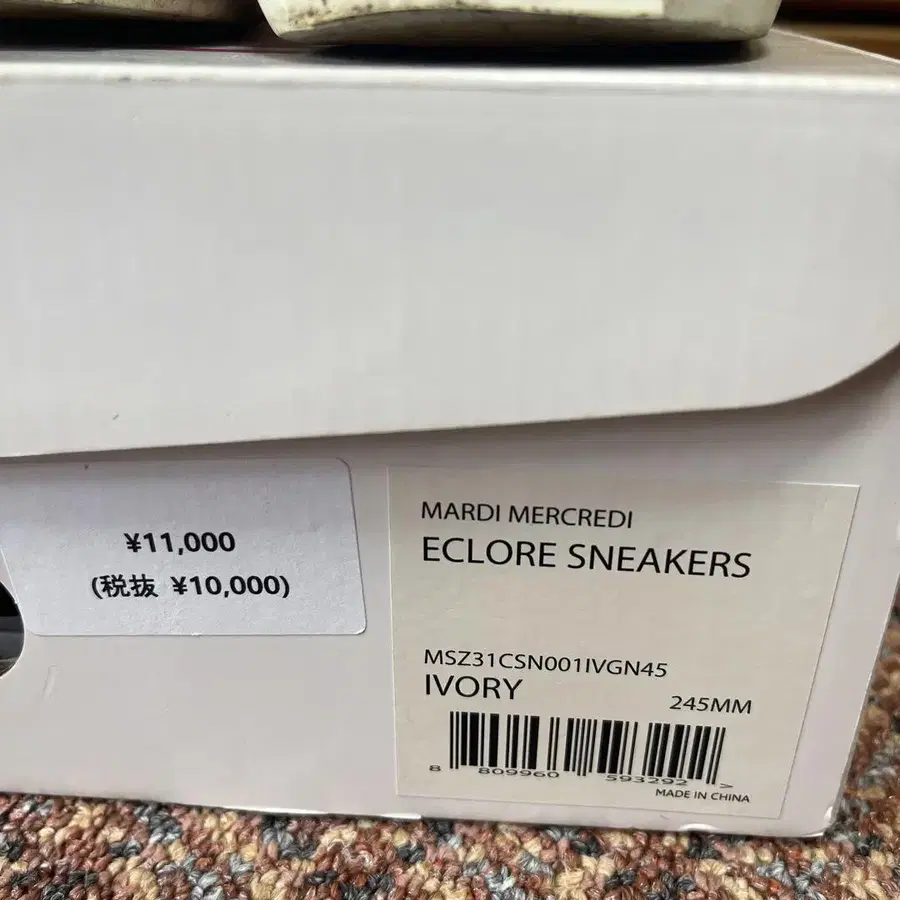 ¥11,000
(税抜 ¥10,000)
MARDI MERCREDI
ECLORE SNEAKERS
MSZ31CSN001IVGN45
IVORY
245MM
8 809960 593292 >
MADE IN CHINA